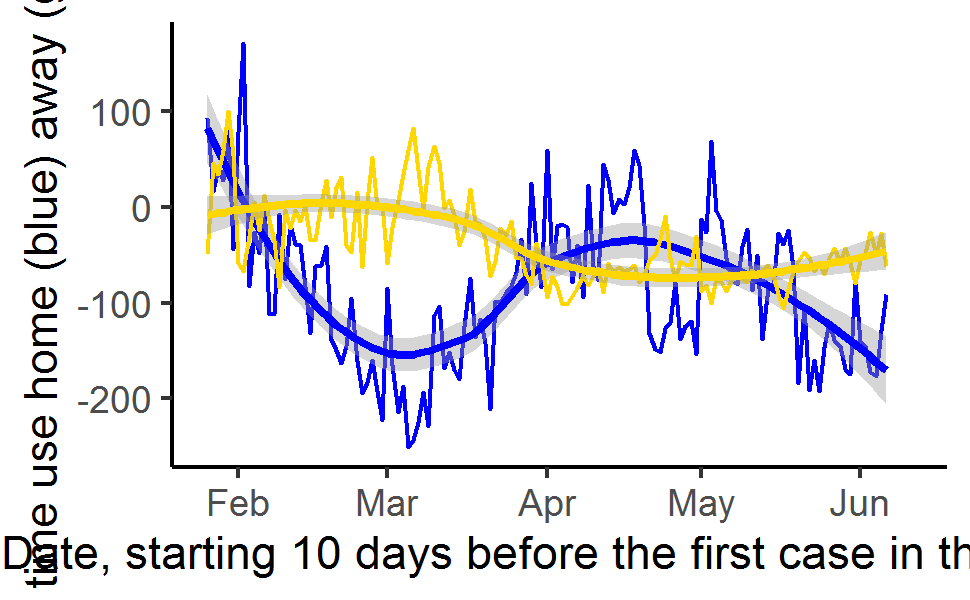 time use home (blue) away (
100
0
-100
-200
Feb Mar Apr May Jun
Date, starting 10 days before the first case in th